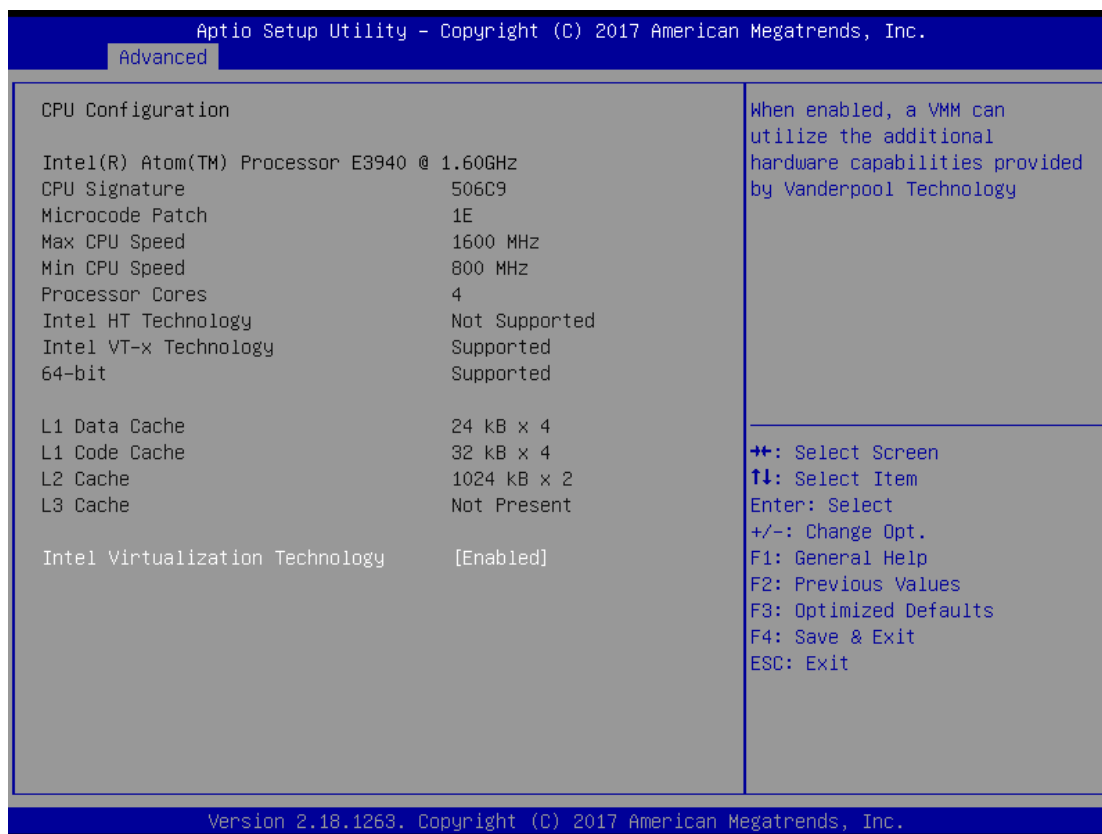 Aptio Setup Utility – Copyright (C) 2017 American Megatrends, Inc.
Advanced
CPU Configuration
Intel(R) Atom(TM) Processor E3940 @ 1.60GHz
CPU Signature 506C9
Microcode Patch 1E
Max CPU Speed 1600 MHz
Min CPU Speed 800 MHz
Processor Cores 4
Intel HT Technology Not Supported
Intel VT-x Technology Supported
64-bit Supported
L1 Data Cache 24 kB x 4
L1 Code Cache 32 kB x 4
L2 Cache 1024 kB x 2
L3 Cache Not Present
Intel Virtualization Technology [Enabled]
When enabled, a VMM can
utilize the additional
hardware capabilities provided
by Vanderpool Technology
→←: Select Screen
↑↓: Select Item
Enter: Select
+/-: Change Opt.
F1: General Help
F2: Previous Values
F3: Optimized Defaults
F4: Save & Exit
ESC: Exit
Version 2.18.1263. Copyright (C) 2017 American Megatrends, Inc.